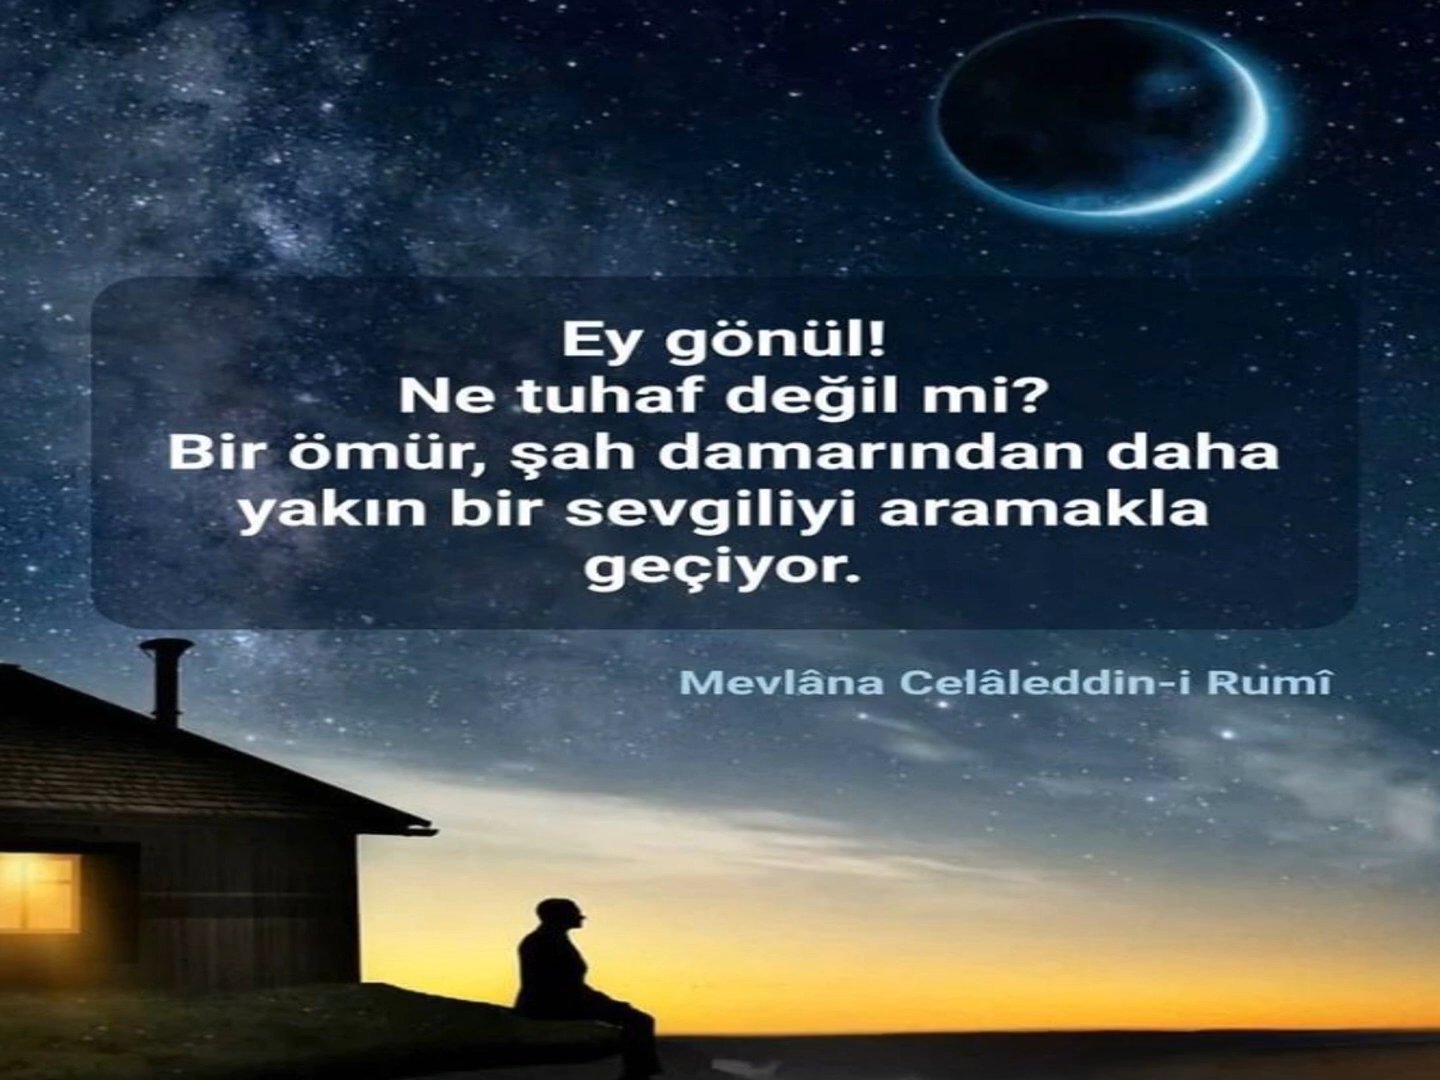 Ey gönül!
Ne tuhaf değil mi?
Bir ömür, şah damarından daha
yakın bir sevgiliyi aramakla
geçiyor.
Mevlâna Celâleddin-i Rumî